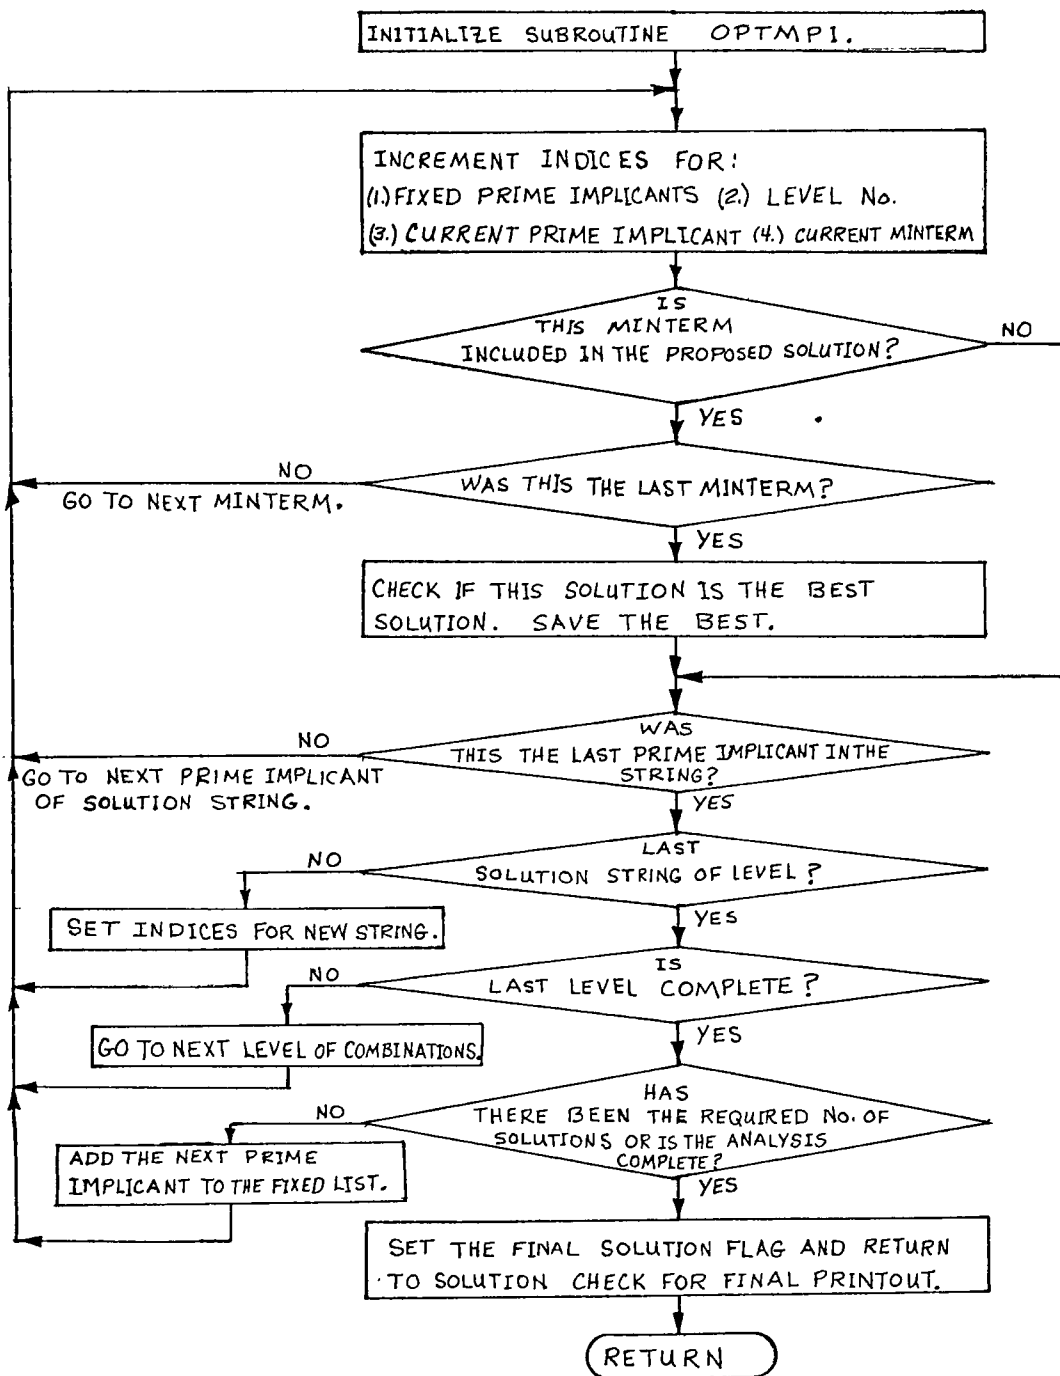 INITIALIZE SUBROUTINE OPTMPI.
INCREMENT INDICES FOR:
(1.) FIXED PRIME IMPLICANTS (2.) LEVEL No.
(3.) CURRENT PRIME IMPLICANT (4.) CURRENT MINTERM
IS
THIS MINTERM
INCLUDED IN THE PROPOSED SOLUTION?
NO
YES
WAS THIS THE LAST MINTERM?
NO
GO TO NEXT MINTERM.
YES
CHECK IF THIS SOLUTION IS THE BEST
SOLUTION. SAVE THE BEST.
WAS
THIS THE LAST PRIME IMPLICANT IN THE
STRING?
NO
GO TO NEXT PRIME IMPLICANT
OF SOLUTION STRING.
YES
LAST
SOLUTION STRING OF LEVEL?
NO
SET INDICES FOR NEW STRING.
YES
IS
LAST LEVEL COMPLETE?
NO
GO TO NEXT LEVEL OF COMBINATIONS.
YES
HAS
THERE BEEN THE REQUIRED No. OF
SOLUTIONS OR IS THE ANALYSIS
COMPLETE?
NO
ADD THE NEXT PRIME
IMPLICANT TO THE FIXED LIST.
YES
SET THE FINAL SOLUTION FLAG AND RETURN
TO SOLUTION CHECK FOR FINAL PRINTOUT.
RETURN